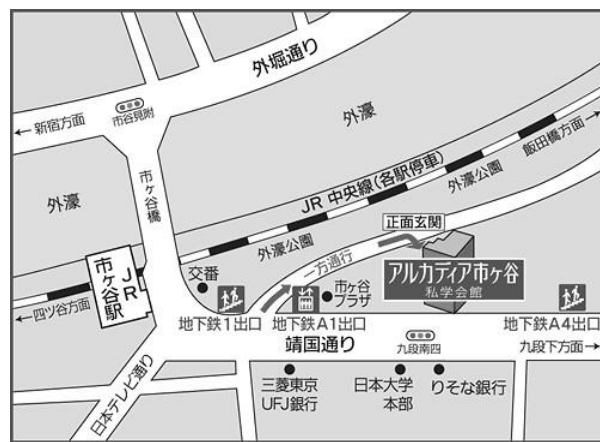 外堀通り
←新宿方面
市谷見附
外濠
飯田橋方面→
外濠
市ヶ谷橋
JR 中央線(各駅停車)
外濠公園
正面玄関
外濠公園
一方通行
アルカディア市ヶ谷
私学会館
JR
市ヶ谷駅
←四ツ谷方面
交番
市ヶ谷
プラザ
地下鉄1出口
地下鉄A1出口
地下鉄A4出口
靖国通り
九段南四
九段下方面→
日本テレビ通り
三菱東京
UFJ銀行
日本大学
本部
りそな銀行